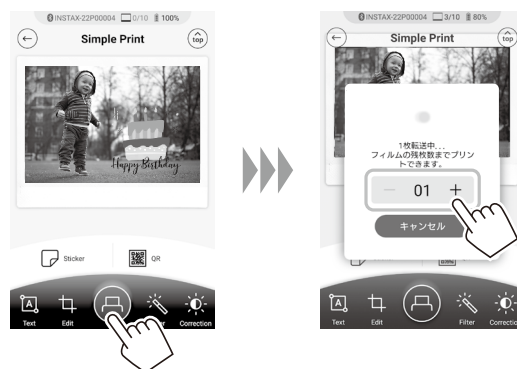 INSTAX-22P00004 0/10 100%
Simple Print
top
Happy Birthday
Sticker
QR
Text
Edit
Correction
INSTAX-22P00004 3/10 80%
Simple Print
top
1枚転送中...
フィルムの残枚数までプリン
トできます。
01
キャンセル
Text
Edit
Filter
Correction